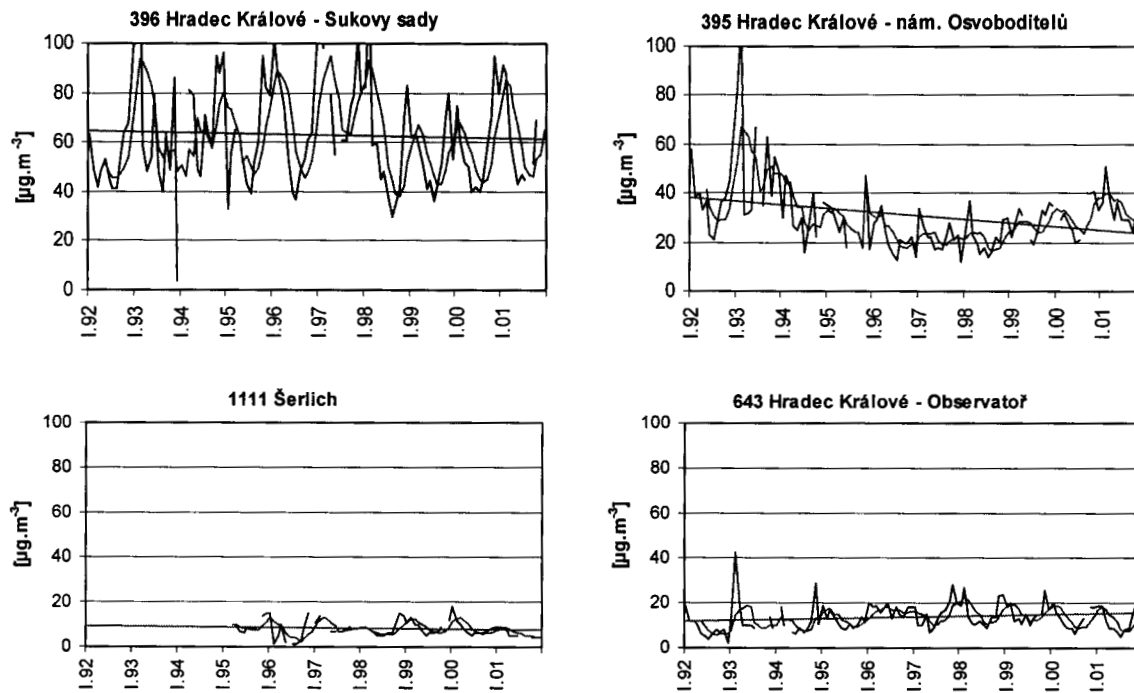 396 Hradec Králové - Sukovy sady
[µg.m⁻³]
100
80
60
40
20
0
I.92
I.93
I.94
I.95
I.96
I.97
I.98
I.99
I.00
I.01
395 Hradec Králové - nám. Osvoboditelů
[µg.m⁻³]
100
80
60
40
20
0
I.92
I.93
I.94
I.95
I.96
I.97
I.98
I.99
I.00
I.01
1111 Šerlich
[µg.m⁻³]
100
80
60
40
20
0
I.92
I.93
I.94
I.95
I.96
I.97
I.98
I.99
I.00
I.01
643 Hradec Králové - Observatoř
[µg.m⁻³]
100
80
60
40
20
0
I.92
I.93
I.94
I.95
I.96
I.97
I.98
I.99
I.00
I.01